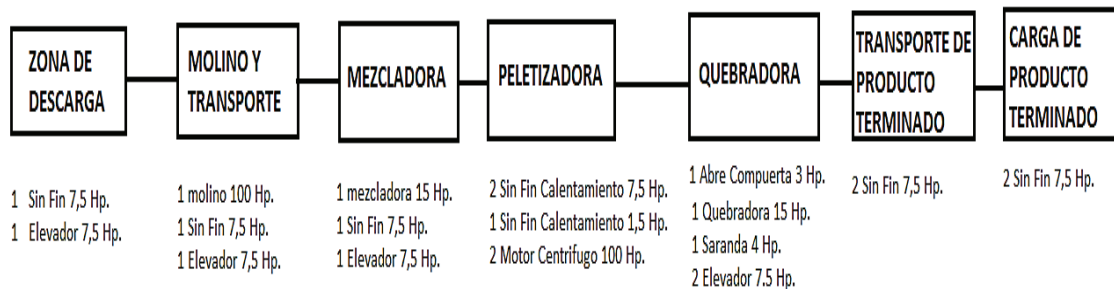 ZONA DE
DESCARGA
MOLINO Y
TRANSPORTE
MEZCLADORA
PELETIZADORA
QUEBRADORA
TRANSPORTE DE
PRODUCTO
TERMINADO
CARGA DE
PRODUCTO
TERMINADO
1 Sin Fin 7,5 Hp.
1 Elevador 7,5 Hp.
1 molino 100 Hp.
1 Sin Fin 7,5 Hp.
1 Elevador 7,5 Hp.
1 mezcladora 15 Hp.
1 Sin Fin 7,5 Hp.
1 Elevador 7,5 Hp.
2 Sin Fin Calentamiento 7,5 Hp.
1 Sin Fin Calentamiento 1,5 Hp.
2 Motor Centrifugo 100 Hp.
1 Abre Compuerta 3 Hp.
1 Quebradora 15 Hp.
1 Saranda 4 Hp.
2 Elevador 7.5 Hp.
2 Sin Fin 7,5 Hp.
2 Sin Fin 7,5 Hp.